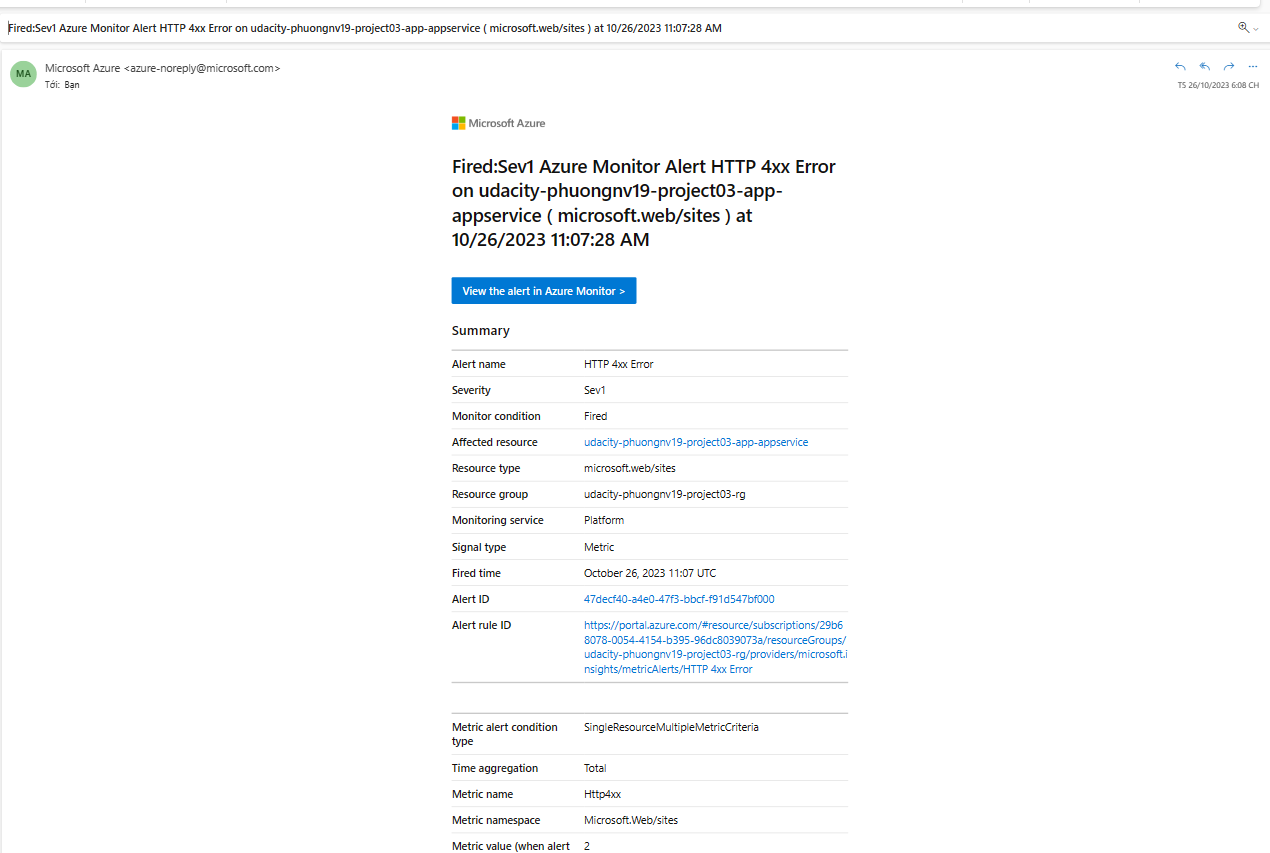 Fired:Sev1 Azure Monitor Alert HTTP 4xx Error on udacity-phuongnv19-project03-app-appservice ( microsoft.web/sites ) at 10/26/2023 11:07:28 AM
MA
Microsoft Azure <azure-noreply@microsoft.com>
Tới: Bạn
T5 26/10/2023 6:08 CH
Microsoft Azure
Fired:Sev1 Azure Monitor Alert HTTP 4xx Error
on udacity-phuongnv19-project03-app-
appservice ( microsoft.web/sites ) at
10/26/2023 11:07:28 AM
View the alert in Azure Monitor >
Summary
Alert name HTTP 4xx Error
Severity Sev1
Monitor condition Fired
Affected resource udacity-phuongnv19-project03-app-appservice
Resource type microsoft.web/sites
Resource group udacity-phuongnv19-project03-rg
Monitoring service Platform
Signal type Metric
Fired time October 26, 2023 11:07 UTC
Alert ID 47decf40-a4e0-47f3-bbcf-f91d547bf000
Alert rule ID https://portal.azure.com/#resource/subscriptions/29b6
8078-0054-4154-b395-96dc8039073a/resourceGroups/
udacity-phuongnv19-project03-rg/providers/microsoft.i
nsights/metricAlerts/HTTP 4xx Error
Metric alert condition SingleResourceMultipleMetricCriteria
type
Time aggregation Total
Metric name Http4xx
Metric namespace Microsoft.Web/sites
Metric value (when alert 2